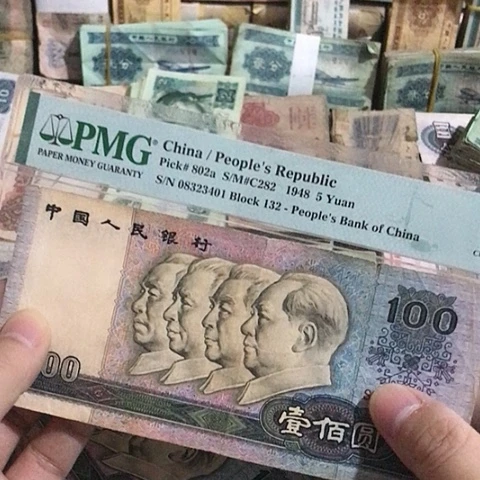 PMG
PAPER MONEY GUARANTY
China / People's Republic
Pick# 802a S/M#C282 1948 5 Yuan
S/N 08323401 Block 132 - People's Bank of China
中国人民银行
100
00
壹佰圆